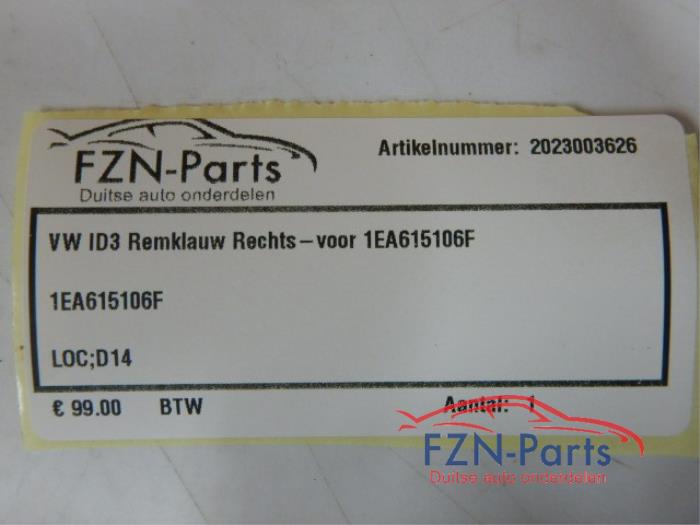 FZN-Parts
Duitse auto onderdelen
Artikelnummer: 2023003626
VW ID3 Remklauw Rechts-voor 1EA615106F
1EA615106F
LOC;D14
€ 99.00 BTW Aantal: 1
FZN-Parts
Duitse auto onderdelen